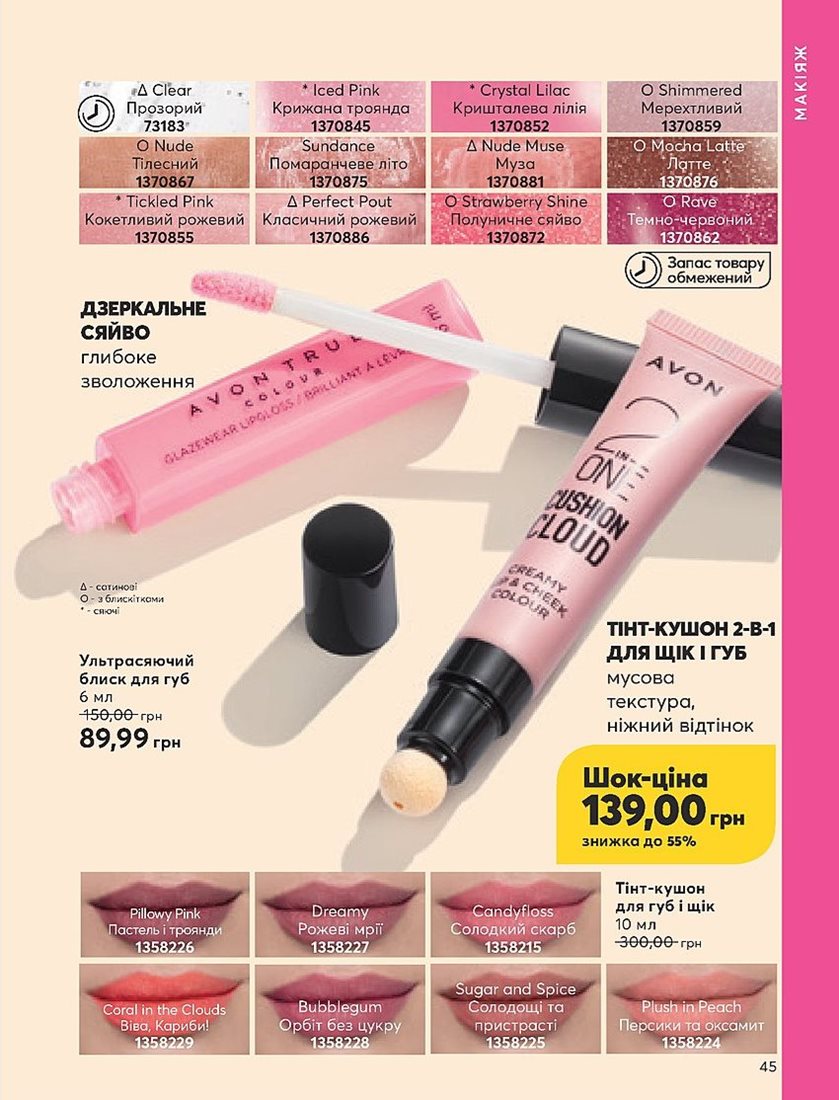 МАКІЯЖ
Δ Clear
Прозорий
73183
* Iced Pink
Крижана троянда
1370845
* Crystal Lilac
Кришталева лілія
1370852
O Shimmered
Мерехтливий
1370859
O Nude
Тілесний
1370867
Sundance
Помаранчеве літо
1370875
Δ Nude Muse
Муза
1370881
O Mocha Latte
Латте
1370876
* Tickled Pink
Кокетливий рожевий
1370855
Δ Perfect Pout
Класичний рожевий
1370886
O Strawberry Shine
Полуничне сяйво
1370872
O Rave
Темно-червоний
1370862
Запас товару
обмежений
ДЗЕРКАЛЬНЕ
СЯЙВО
глибоке
зволоження
AVON TRUE
COLOUR
GLAZEWEAR LIPGLOSS / BRILLIANT À LÈVRES
AVON
2
IN
ONE
CUSHION
CLOUD
CREAMY
LIP & CHEEK
COLOUR
Δ - сатинові
O - з блискітками
* - сяючі
Ультрасяючий
блиск для губ
6 мл
150,00 грн
89,99 грн
ТІНТ-КУШОН 2-В-1
ДЛЯ ЩІК І ГУБ
мусова
текстура,
ніжний відтінок
Шок-ціна
139,00 грн
знижка до 55%
Pillowy Pink
Пастель і троянди
1358226
Dreamy
Рожеві мрії
1358227
Candyfloss
Солодкий скарб
1358215
Тінт-кушон
для губ і щік
10 мл
300,00 грн
Coral in the Clouds
Віва, Кариби!
1358229
Bubblegum
Орбіт без цукру
1358228
Sugar and Spice
Солодощі та
пристрасті
1358225
Plush in Peach
Персики та оксамит
1358224
45